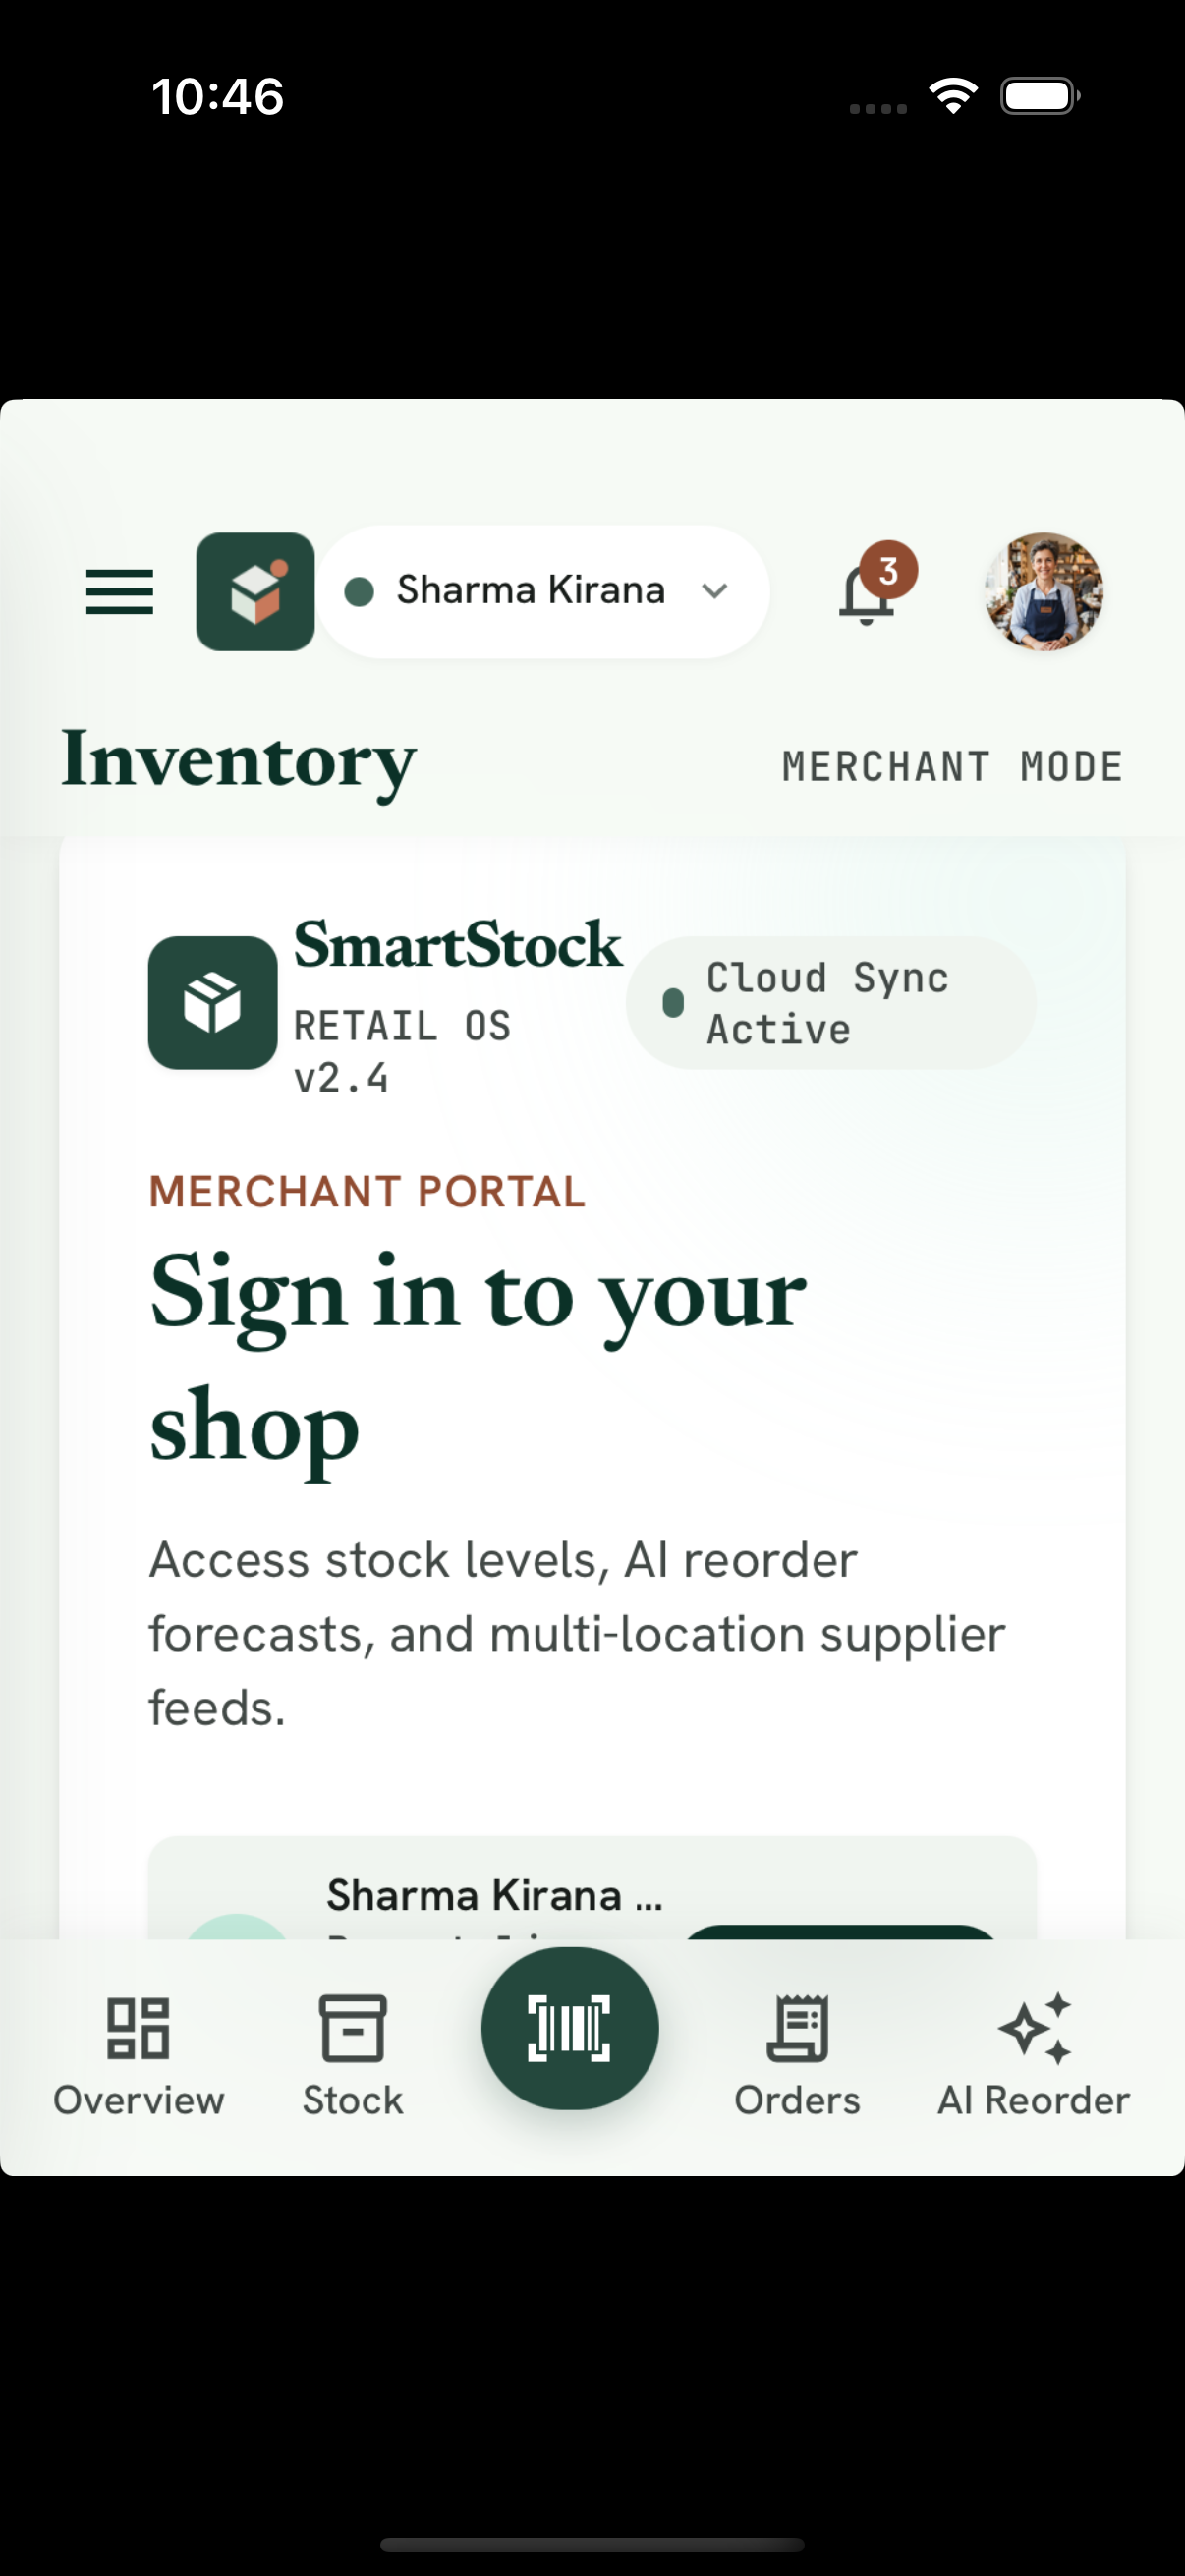 10:46
Sharma Kirana
3
Inventory
MERCHANT MODE
SmartStock
RETAIL OS
v2.4
Cloud Sync
Active
MERCHANT PORTAL
Sign in to your
shop
Access stock levels, AI reorder
forecasts, and multi-location supplier
feeds.
Sharma Kirana ...
Overview
Stock
Orders
AI Reorder